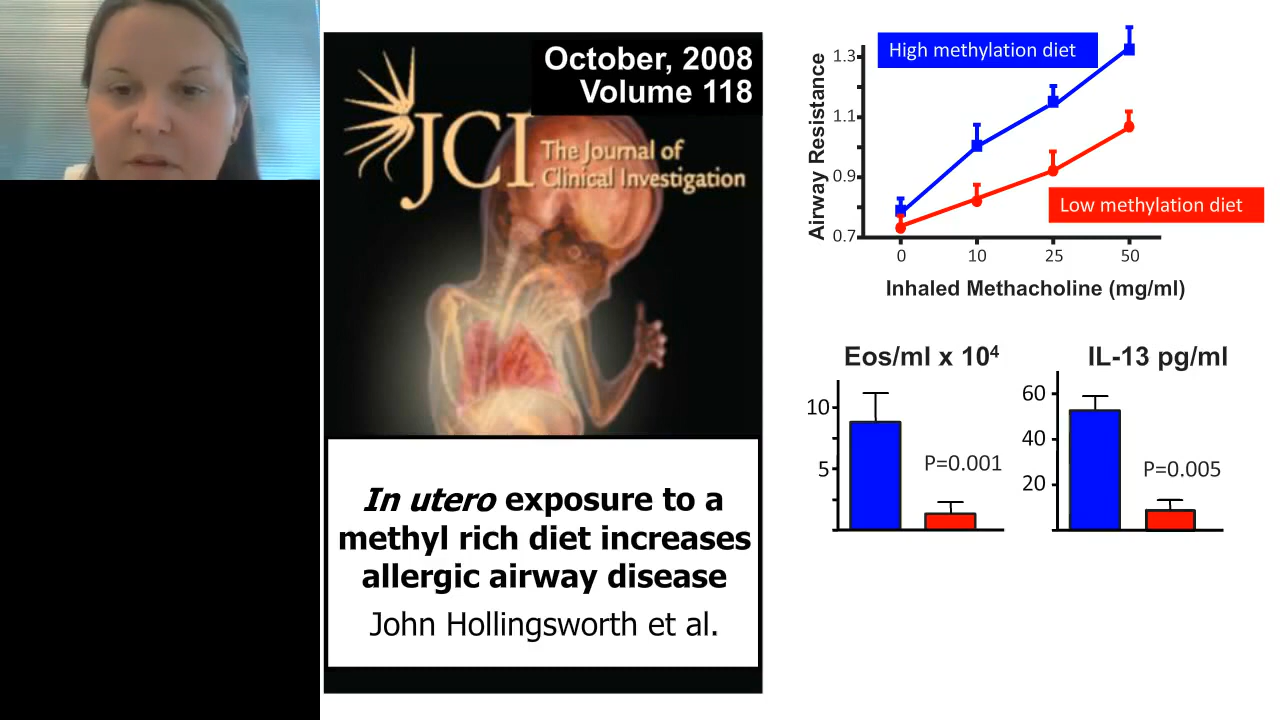 October, 2008
Volume 118
JCI The Journal of
Clinical Investigation
In utero exposure to a
methyl rich diet increases
allergic airway disease
John Hollingsworth et al.
High methylation diet
Low methylation diet
Airway Resistance
1.3
1.1
0.9
0.7
0 10 25 50
Inhaled Methacholine (mg/ml)
Eos/ml x 10⁴
10
5
P=0.001
IL-13 pg/ml
60
40
20
P=0.005